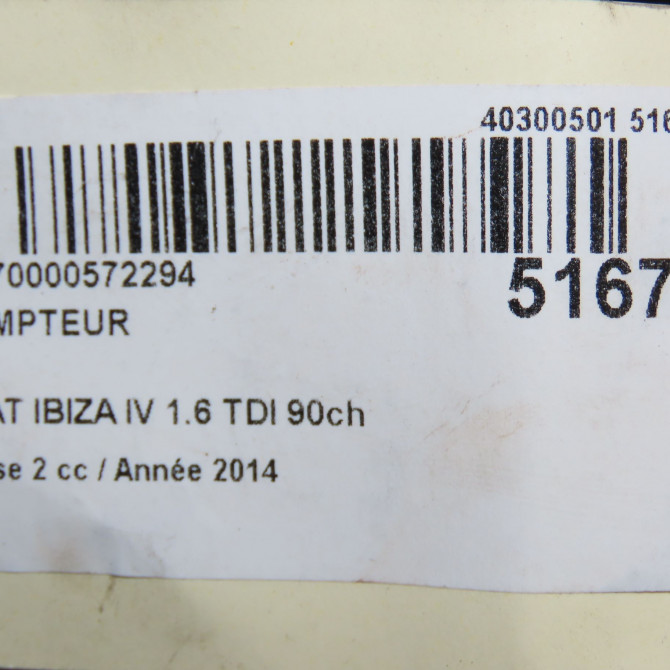 40300501 516
70000572294
5167
MPTEUR
AT IBIZA IV 1.6 TDI 90ch
se 2 cc / Année 2014